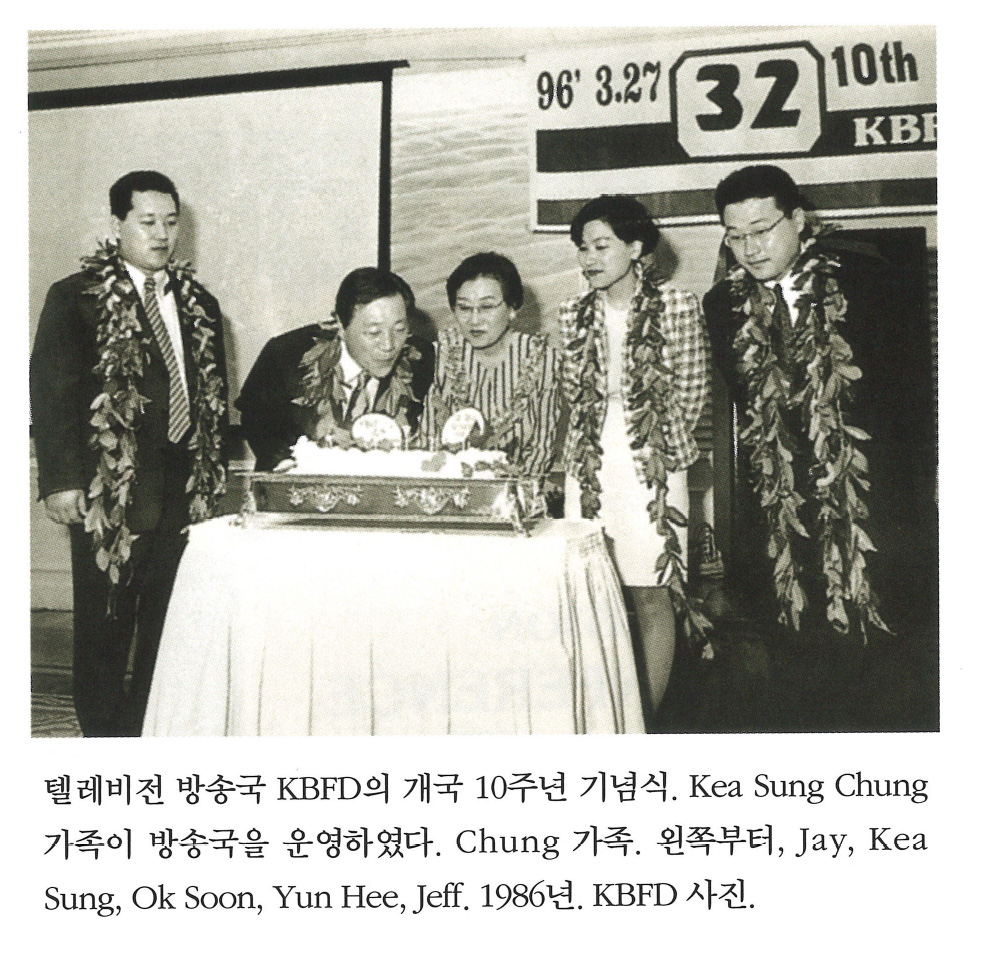 96' 3.27 32 10th
KBF
텔레비전 방송국 KBFD의 개국 10주년 기념식. Kea Sung Chung
가족이 방송국을 운영하였다. Chung 가족. 왼쪽부터, Jay, Kea
Sung, Ok Soon, Yun Hee, Jeff. 1986년. KBFD 사진.